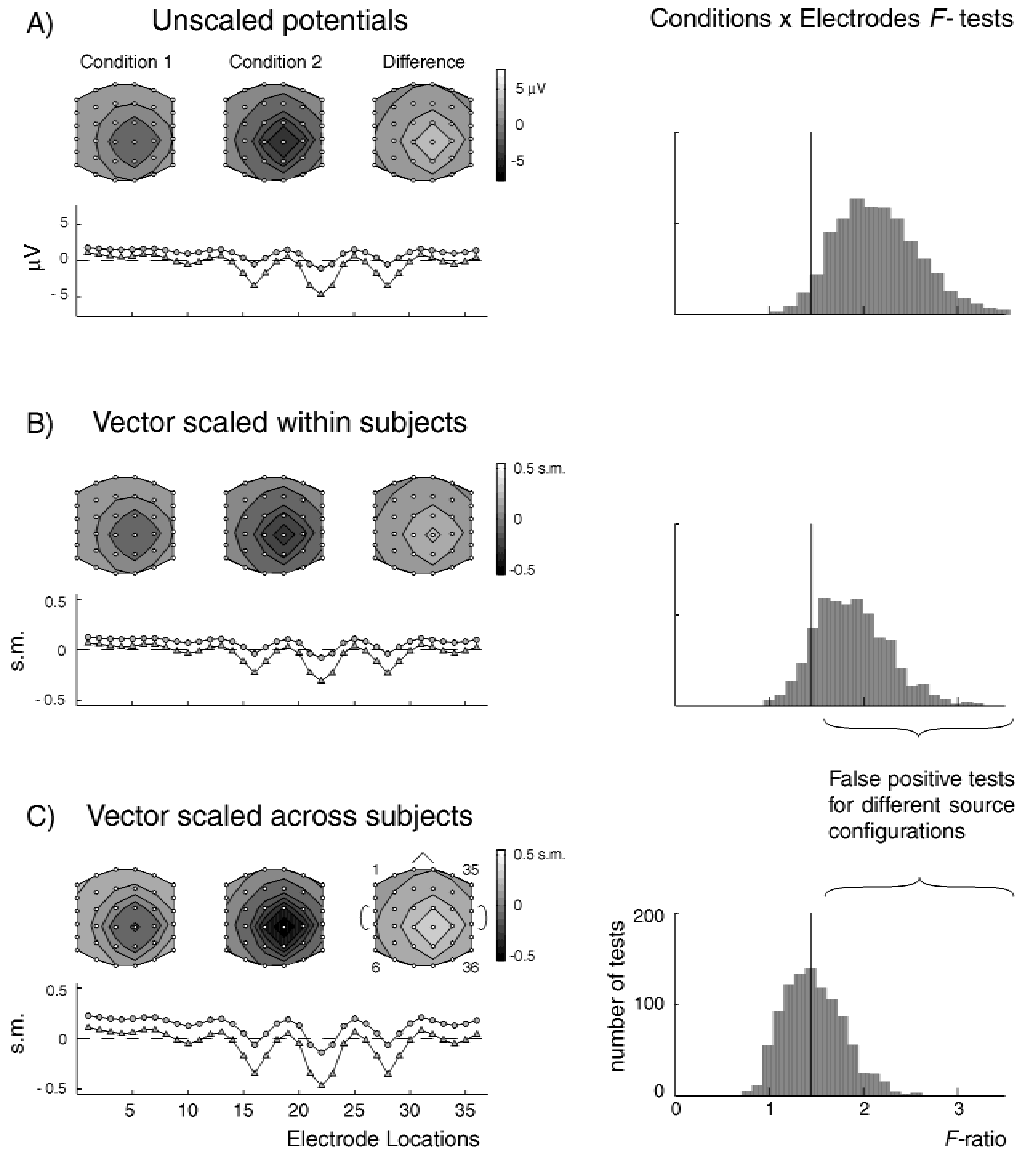 A) Unscaled potentials
Conditions x Electrodes F- tests
Condition 1 Condition 2 Difference
5 µV
0
-5
µV
5
0
- 5
B) Vector scaled within subjects
0.5 s.m.
0
-0.5
s.m.
0.5
0
- 0.5
False positive tests
for different source
configurations
C) Vector scaled across subjects
1 35
6 36
0.5 s.m.
0
-0.5
s.m.
0.5
0
- 0.5
5 10 15 20 25 30 35
Electrode Locations
number of tests
200
100
0
0 1 2 3
F-ratio